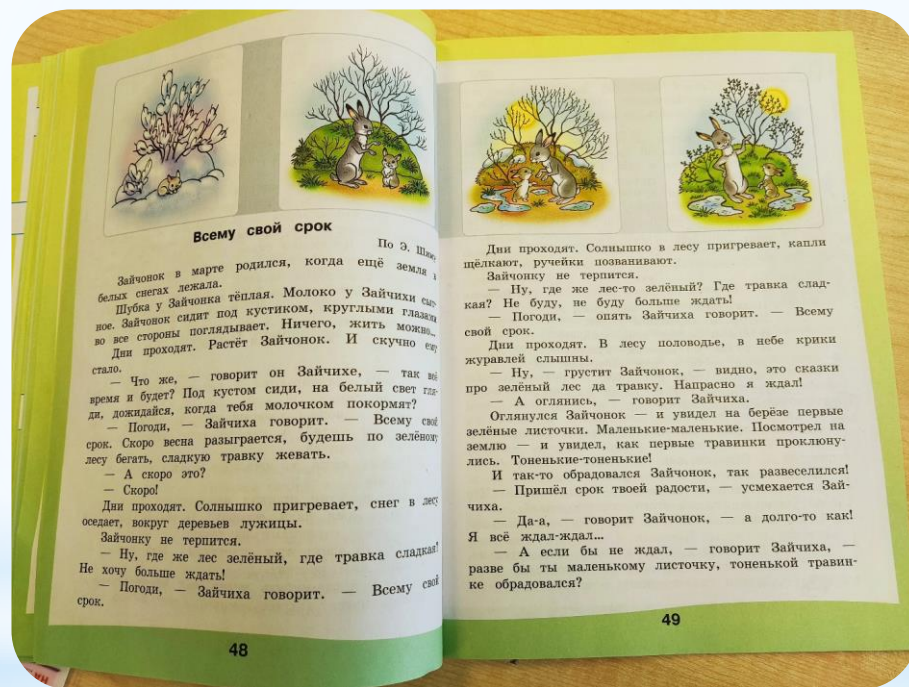 Всему свой срок
По Э. Шиму
Зайчонок в марте родился, когда ещё земля в
белых снегах лежала.
Шубка у Зайчонка тёплая. Молоко у Зайчихи сыт-
ное. Зайчонок сидит под кустиком, круглыми глазами
во все стороны поглядывает. Ничего, жить можно...
Дни проходят. Растёт Зайчонок. И скучно ему
стало.
— Что же, — говорит он Зайчихе, — так всё
время и будет? Под кустом сиди, на белый свет гля-
ди, дожидайся, когда тебя молочком покормят?
— Погоди, — Зайчиха говорит. — Всему свой
срок. Скоро весна разыграется, будешь по зелёному
лесу бегать, сладкую травку жевать.
— А скоро это?
— Скоро!
Дни проходят. Солнышко пригревает, снег в лесу
оседает, вокруг деревьев лужицы.
Зайчонку не терпится.
— Ну, где же лес зелёный, где травка сладкая!
Не хочу больше ждать!
— Погоди, — Зайчиха говорит. — Всему свой
срок.
48
Дни проходят. Солнышко в лесу пригревает, капли
щёлкают, ручейки позванивают.
Зайчонку не терпится.
— Ну, где же лес-то зелёный? Где травка слад-
кая? Не буду, не буду больше ждать!
— Погоди, — опять Зайчиха говорит. — Всему
свой срок.
Дни проходят. В лесу половодье, в небе крики
журавлей слышны.
— Ну, — грустит Зайчонок, — видно, это сказки
про зелёный лес да травку. Напрасно я ждал!
— А оглянись, — говорит Зайчиха.
Оглянулся Зайчонок — и увидел на берёзе первые
зелёные листочки. Маленькие-маленькие. Посмотрел на
землю — и увидел, как первые травинки проклюну-
лись. Тоненькие-тоненькие!
И так-то обрадовался Зайчонок, так развеселился!
— Пришёл срок твоей радости, — усмехается Зай-
чиха.
— Да-а, — говорит Зайчонок, — а долго-то как!
Я всё ждал-ждал...
— А если бы не ждал, — говорит Зайчиха, —
разве бы ты маленькому листочку, тоненькой травин-
ке обрадовался?
49